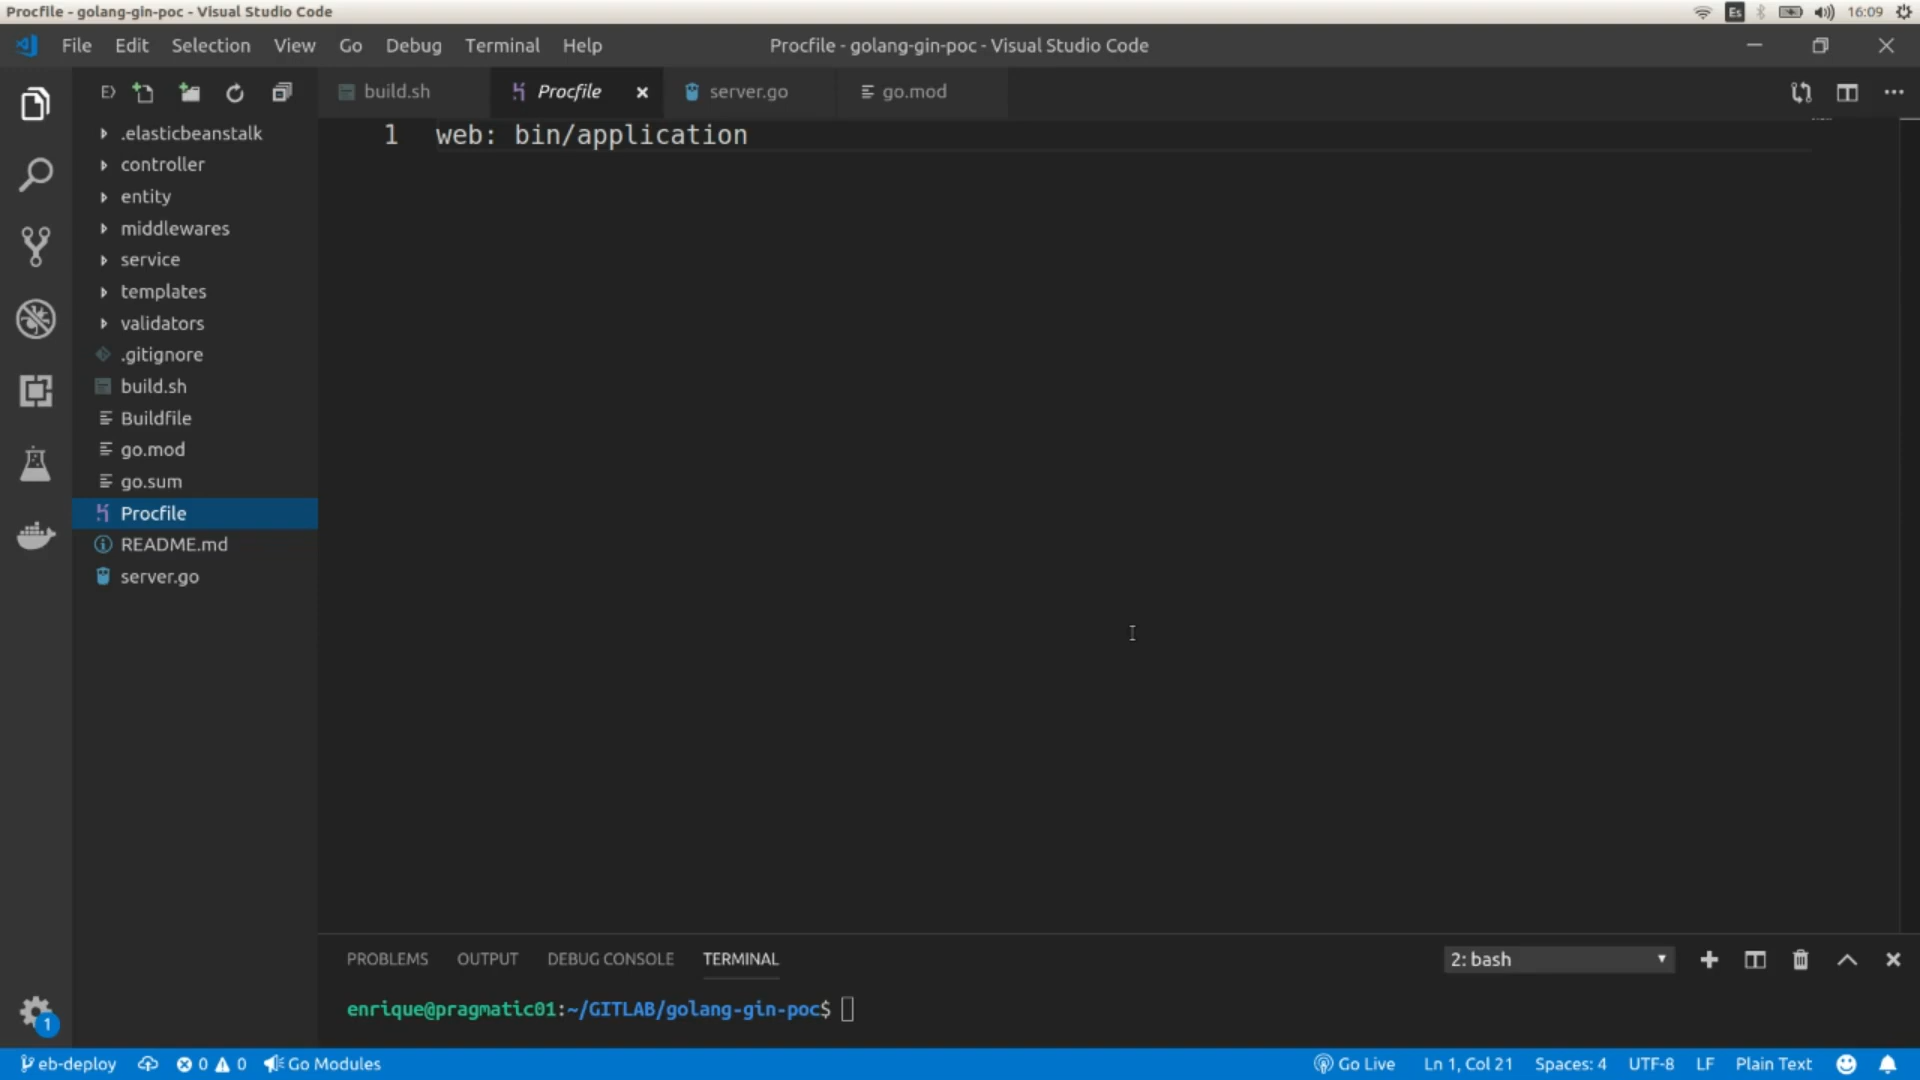 Procfile - golang-gin-poc - Visual Studio Code
Es
16:09
File Edit Selection View Go Debug Terminal Help
Procfile - golang-gin-poc - Visual Studio Code
build.sh
Procfile
server.go
go.mod
.elasticbeanstalk
controller
entity
middlewares
service
templates
validators
.gitignore
build.sh
Buildfile
go.mod
go.sum
Procfile
README.md
server.go
1 web: bin/application
PROBLEMS OUTPUT DEBUG CONSOLE TERMINAL
2: bash
enrique@pragmatic01:~/GITLAB/golang-gin-poc$
1
eb-deploy 0 0 Go Modules
Go Live Ln 1, Col 21 Spaces: 4 UTF-8 LF Plain Text